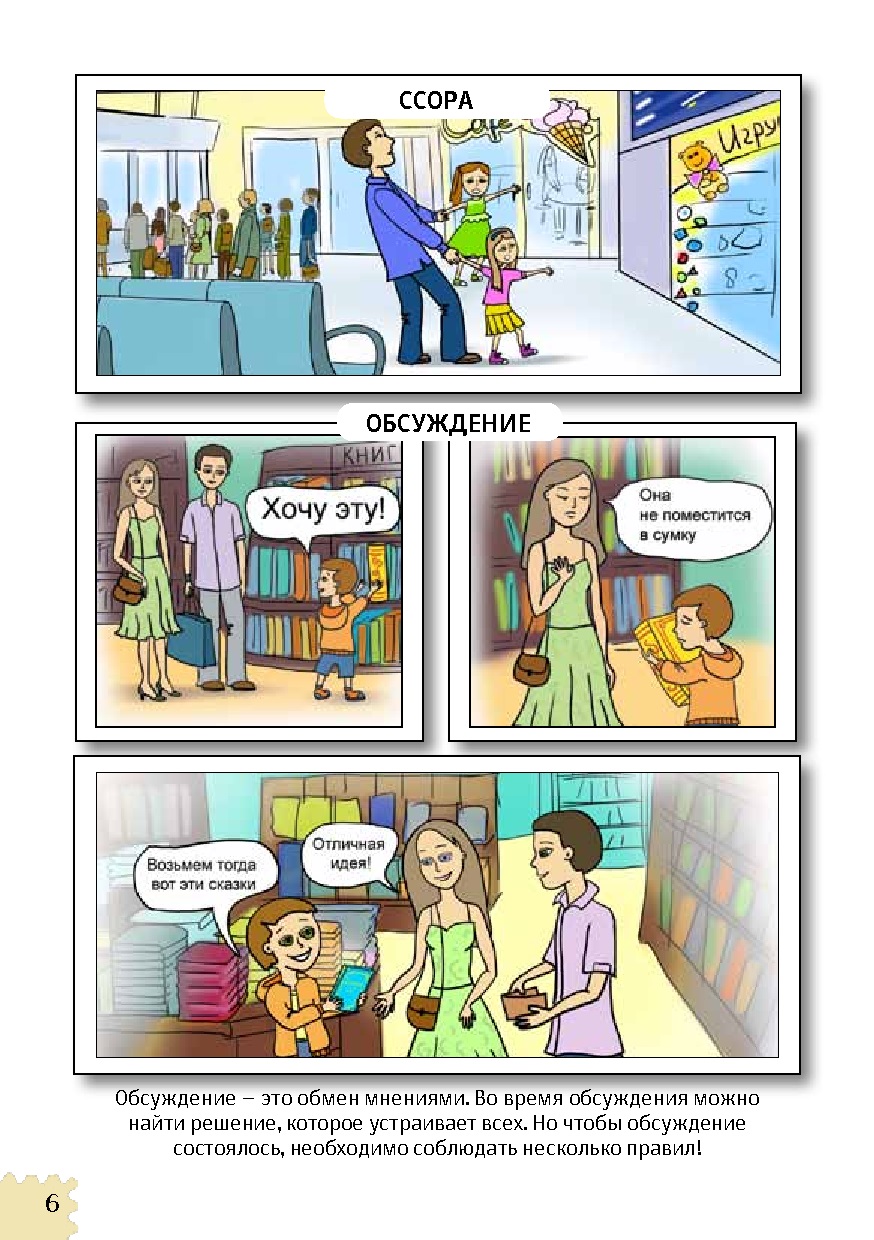 ССОРА
Cafe
Игру
ОБСУЖДЕНИЕ
КНИГ
Хочу эту!
Она
не поместится
в сумку
Возьмем тогда
вот эти сказки
Отличная
идея!
Обсуждение – это обмен мнениями. Во время обсуждения можно
найти решение, которое устраивает всех. Но чтобы обсуждение
состоялось, необходимо соблюдать несколько правил!
6